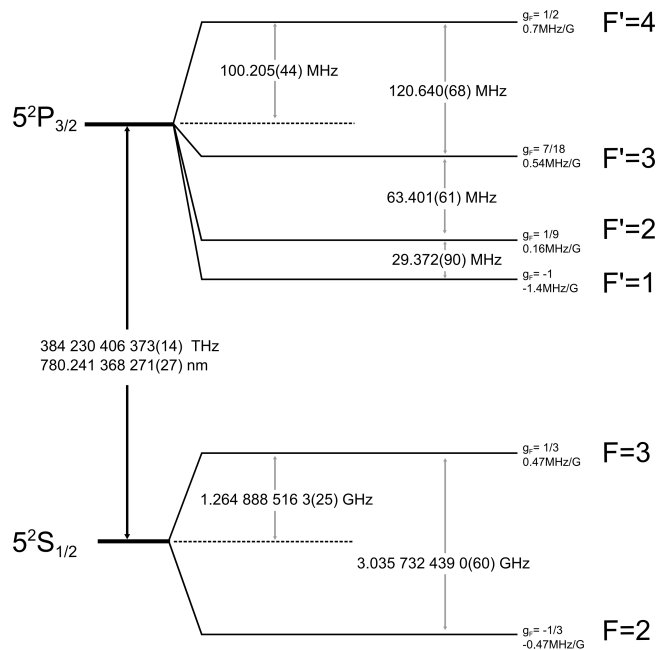 g_F= 1/2
0.7MHz/G
F'=4
100.205(44) MHz
120.640(68) MHz
5²P_3/2
g_F= 7/18
0.54MHz/G
F'=3
63.401(61) MHz
g_F= 1/9
0.16MHz/G
F'=2
29.372(90) MHz
g_F= -1
-1.4MHz/G
F'=1
384 230 406 373(14) THz
780.241 368 271(27) nm
g_F= 1/3
0.47MHz/G
F=3
1.264 888 516 3(25) GHz
5²S_1/2
3.035 732 439 0(60) GHz
g_F= -1/3
-0.47MHz/G
F=2